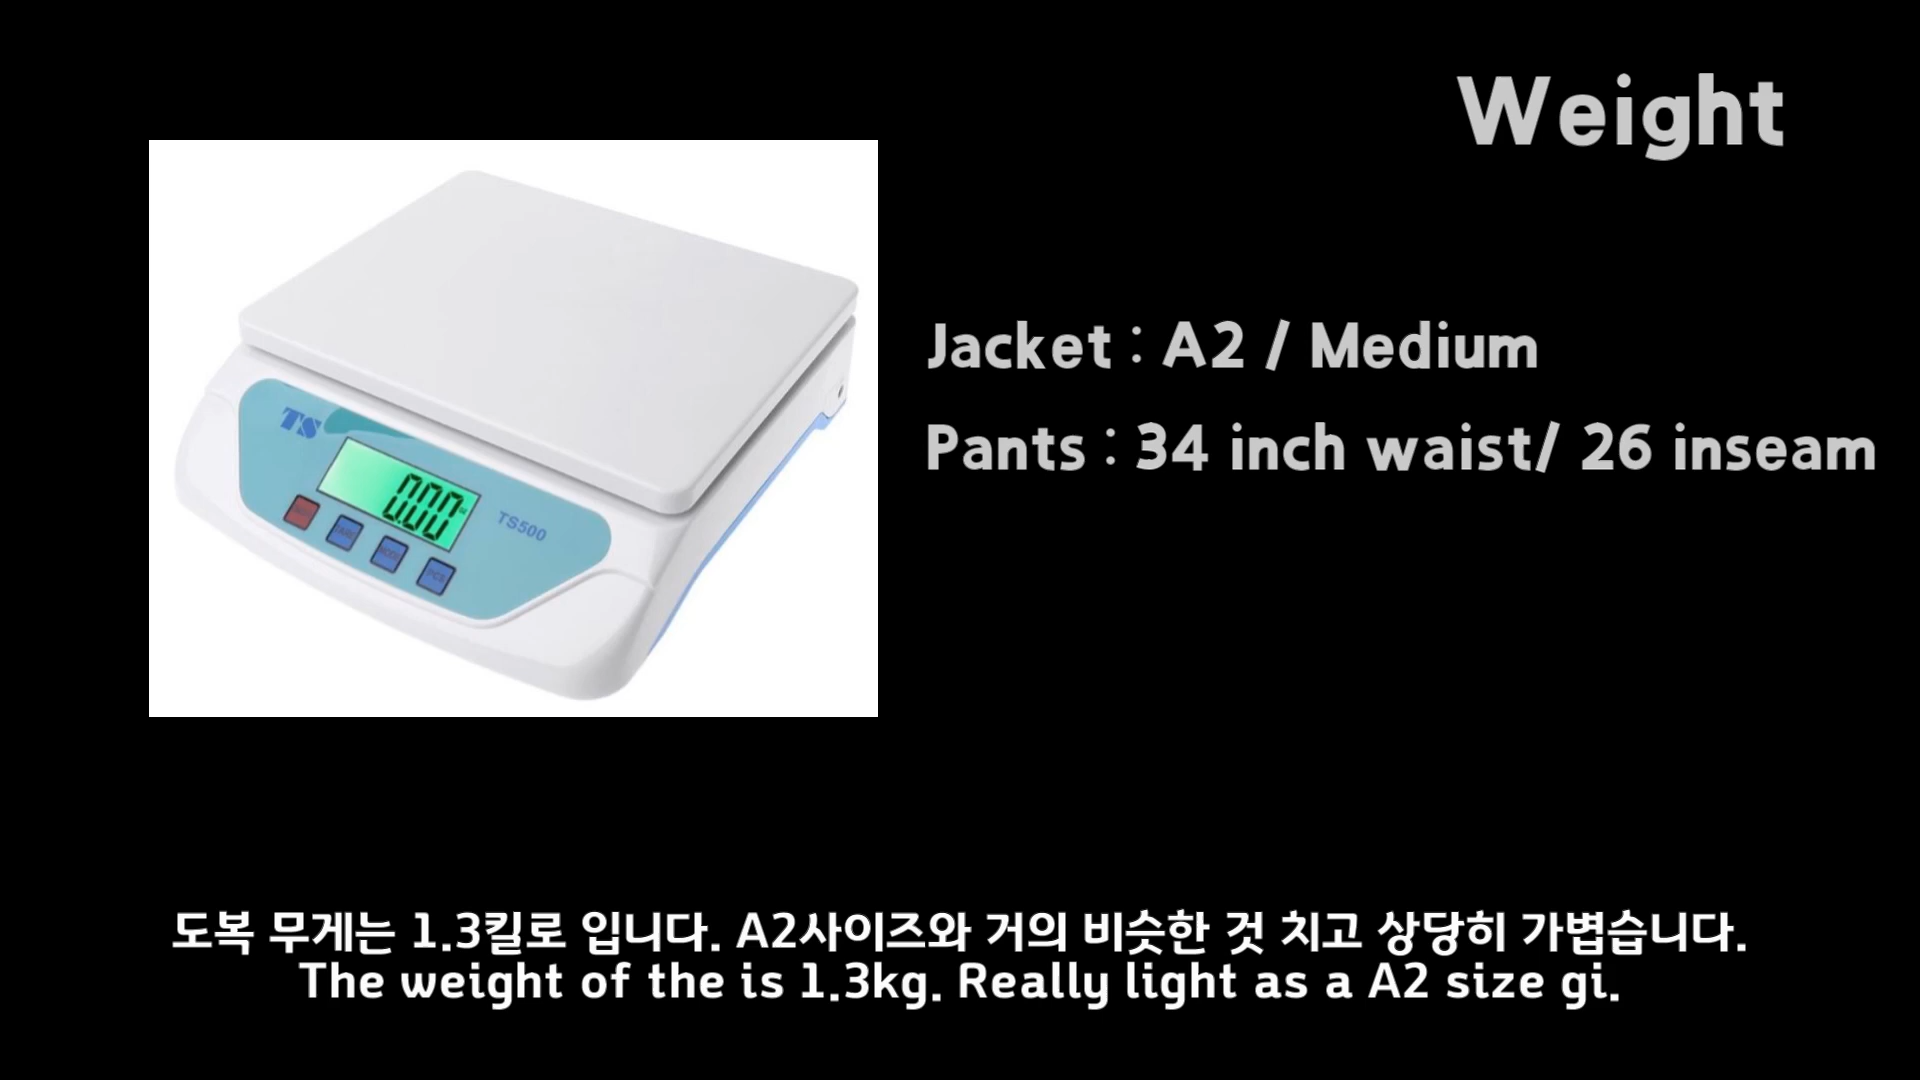 Weight
TS
0.00
TS500
TARE
MODE
PCS
Jacket : A2 / Medium
Pants : 34 inch waist/ 26 inseam
도복 무게는 1.3킬로 입니다. A2사이즈와 거의 비슷한 것 치고 상당히 가볍습니다.
The weight of the is 1.3kg. Really light as a A2 size gi.